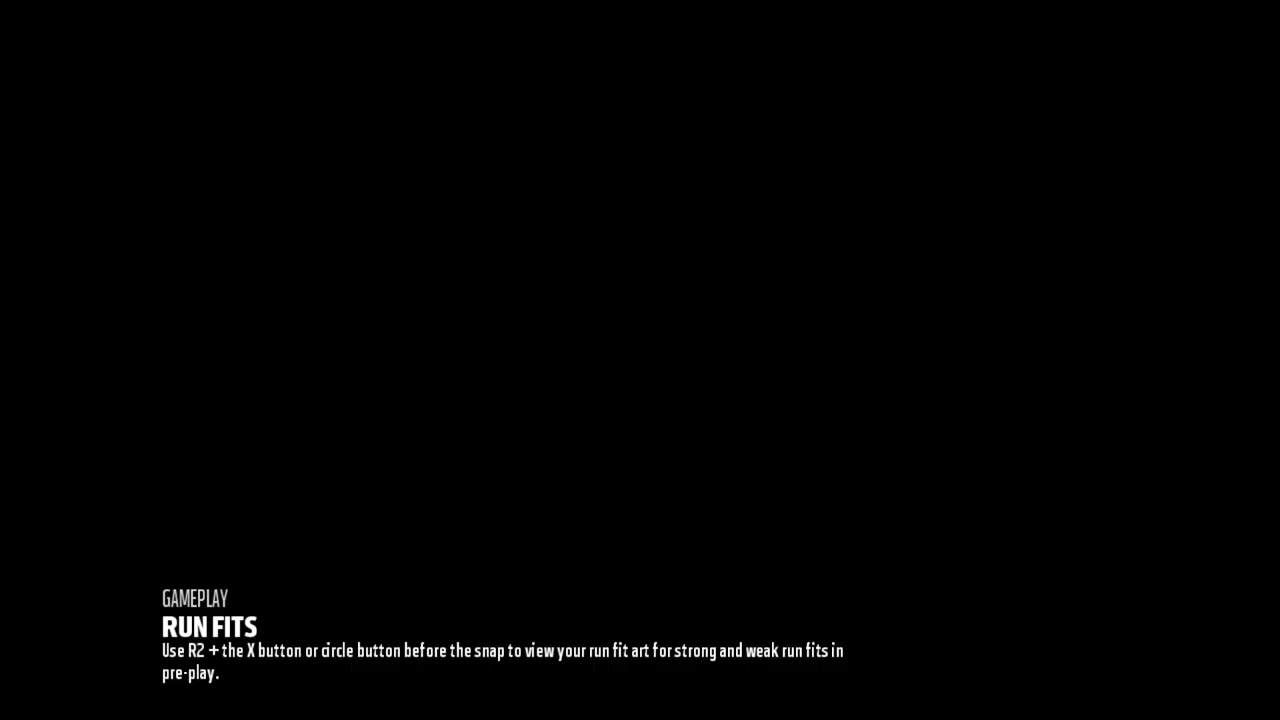 GAMEPLAY
RUN FITS
Use R2 + the X button or circle button before the snap to view your run fit art for strong and weak run fits in
pre-play.